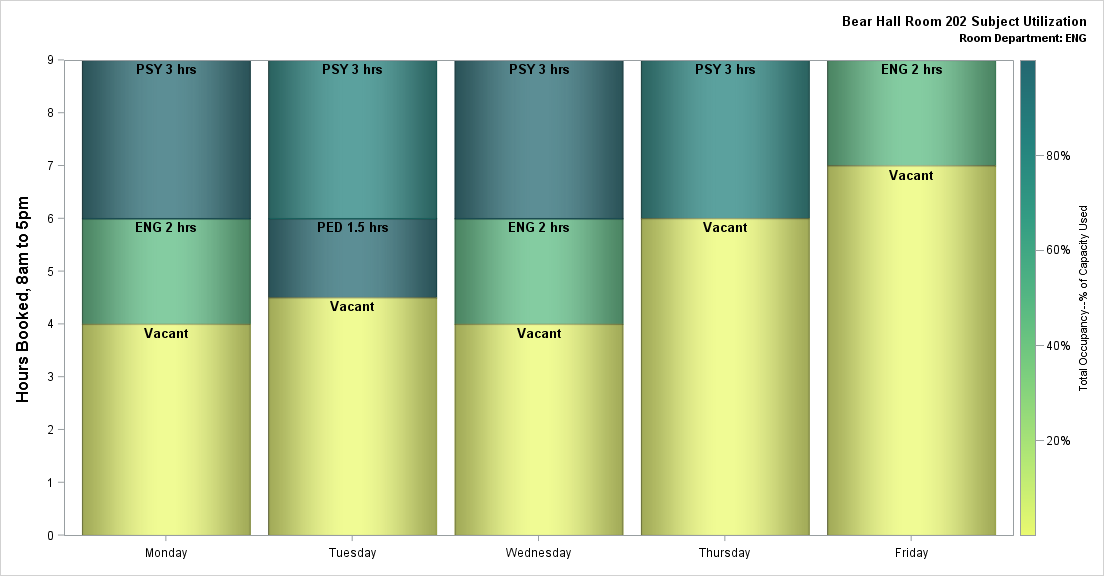 Bear Hall Room 202 Subject Utilization
Room Department: ENG
Hours Booked, 8am to 5pm
9
8
7
6
5
4
3
2
1
0
PSY 3 hrs
ENG 2 hrs
Vacant
PSY 3 hrs
PED 1.5 hrs
Vacant
PSY 3 hrs
ENG 2 hrs
Vacant
PSY 3 hrs
Vacant
ENG 2 hrs
Vacant
Monday
Tuesday
Wednesday
Thursday
Friday
80%
60%
40%
20%
Total Occupancy--% of Capacity Used